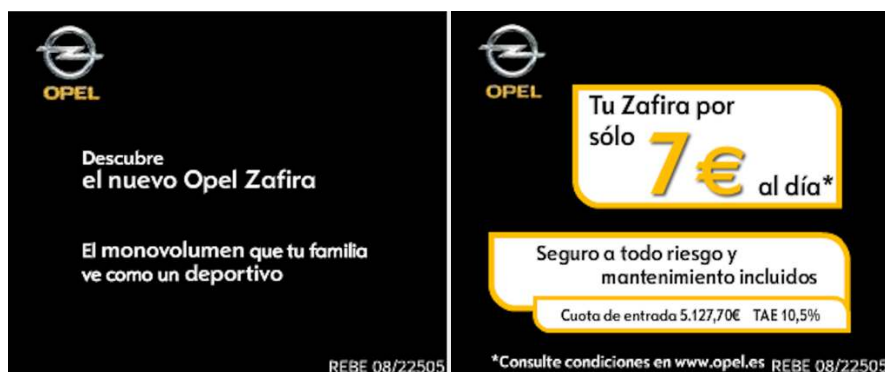 OPEL
Descubre
el nuevo Opel Zafira
El monovolumen que tu familia
ve como un deportivo
REBE 08/22505
OPEL
Tu Zafira por
sólo 7€ al día*
Seguro a todo riesgo y
mantenimiento incluidos
Cuota de entrada 5.127,70€ TAE 10,5%
*Consulte condiciones en www.opel.es REBE 08/22505